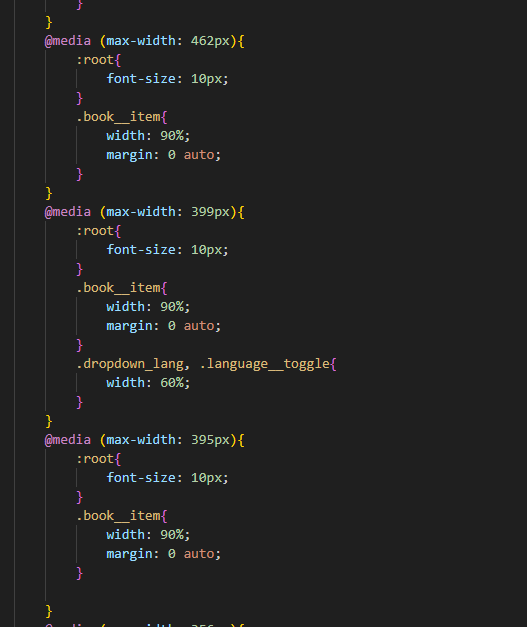 }
}
@media (max-width: 462px){
:root{
font-size: 10px;
}
.book__item{
width: 90%;
margin: 0 auto;
}
}
@media (max-width: 399px){
:root{
font-size: 10px;
}
.book__item{
width: 90%;
margin: 0 auto;
}
.dropdown_lang, .language__toggle{
width: 60%;
}
}
@media (max-width: 395px){
:root{
font-size: 10px;
}
.book__item{
width: 90%;
margin: 0 auto;
}
}